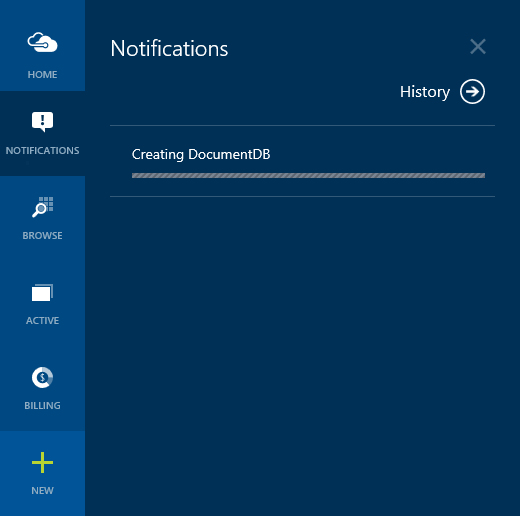 HOME
NOTIFICATIONS
BROWSE
ACTIVE
BILLING
NEW
Notifications
History
Creating DocumentDB